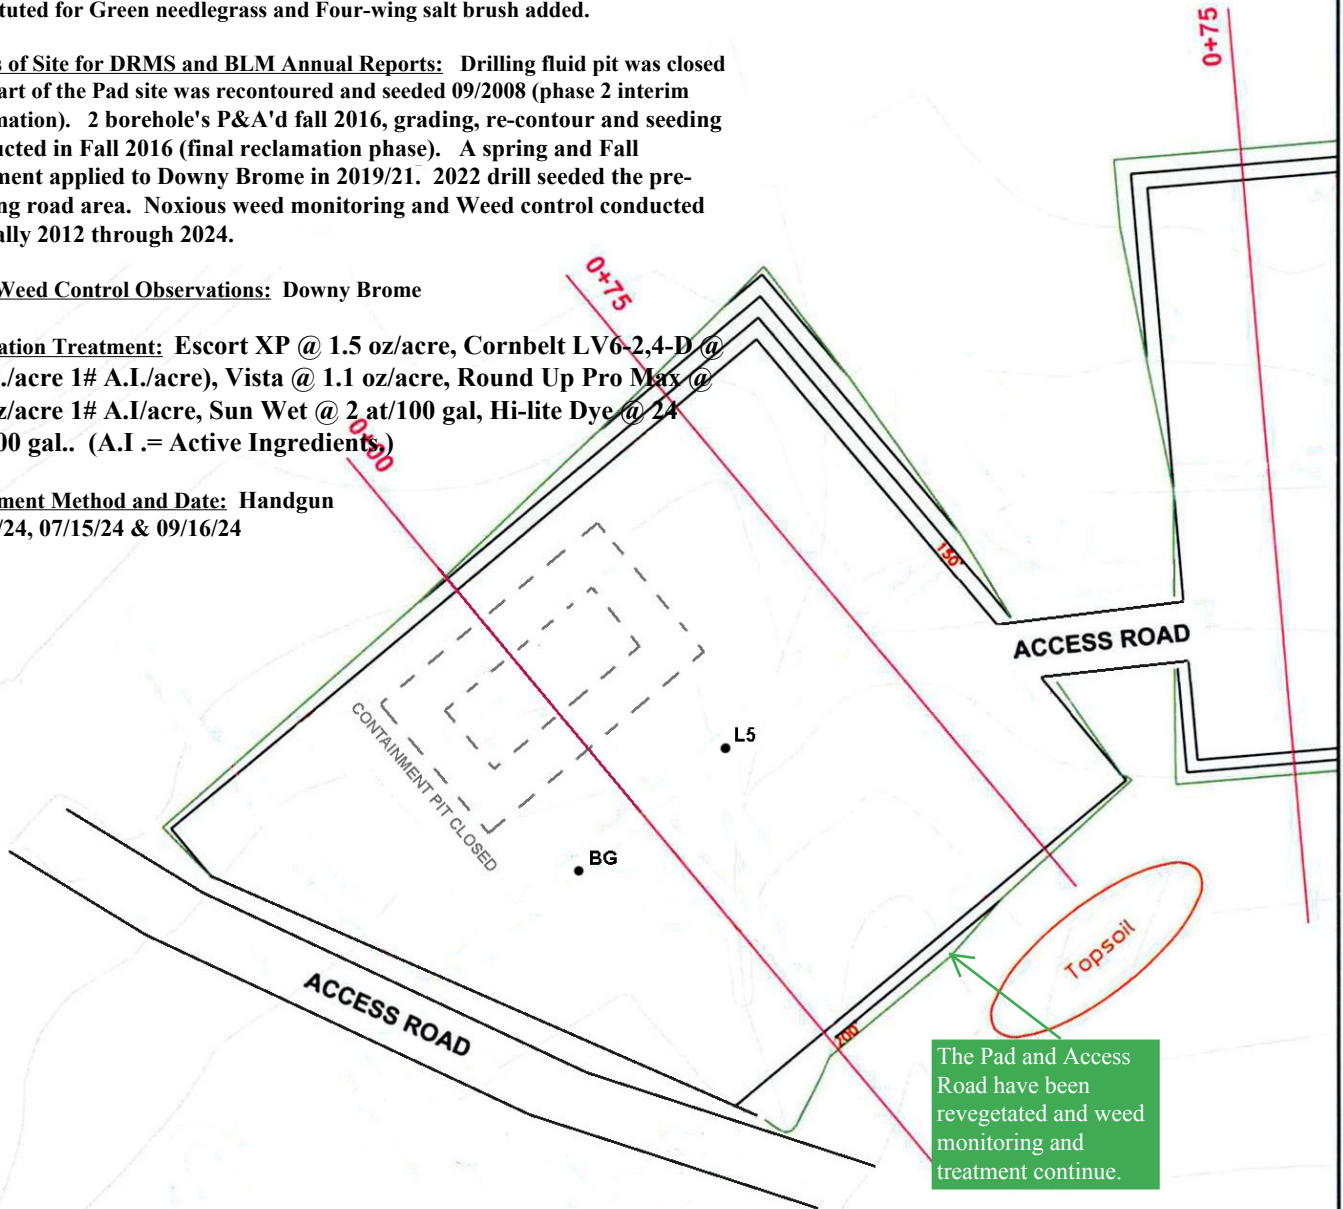 tuted for Green needlegrass and Four-wing salt brush added.
s of Site for DRMS and BLM Annual Reports: Drilling fluid pit was closed
art of the Pad site was recontoured and seeded 09/2008 (phase 2 interim
nation). 2 borehole's P&A'd fall 2016, grading, re-contour and seeding
ucted in Fall 2016 (final reclamation phase). A spring and Fall
ment applied to Downy Brome in 2019/21. 2022 drill seeded the pre-
ng road area. Noxious weed monitoring and Weed control conducted
ally 2012 through 2024.
Weed Control Observations: Downy Brome
ation Treatment: Escort XP @ 1.5 oz/acre, Cornbelt LV6-2,4-D @
./acre 1# A.I./acre), Vista @ 1.1 oz/acre, Round Up Pro Max @
z/acre 1# A.I/acre, Sun Wet @ 2 at/100 gal, Hi-lite Dye @ 24
00 gal.. (A.I .= Active Ingredients.)
ment Method and Date: Handgun
/24, 07/15/24 & 09/16/24
0+75
0+75
0+00
150'
ACCESS ROAD
L5
CONTAINMENT PIT CLOSED
BG
Topsoil
ACCESS ROAD
200'
The Pad and Access
Road have been
revegetated and weed
monitoring and
treatment continue.